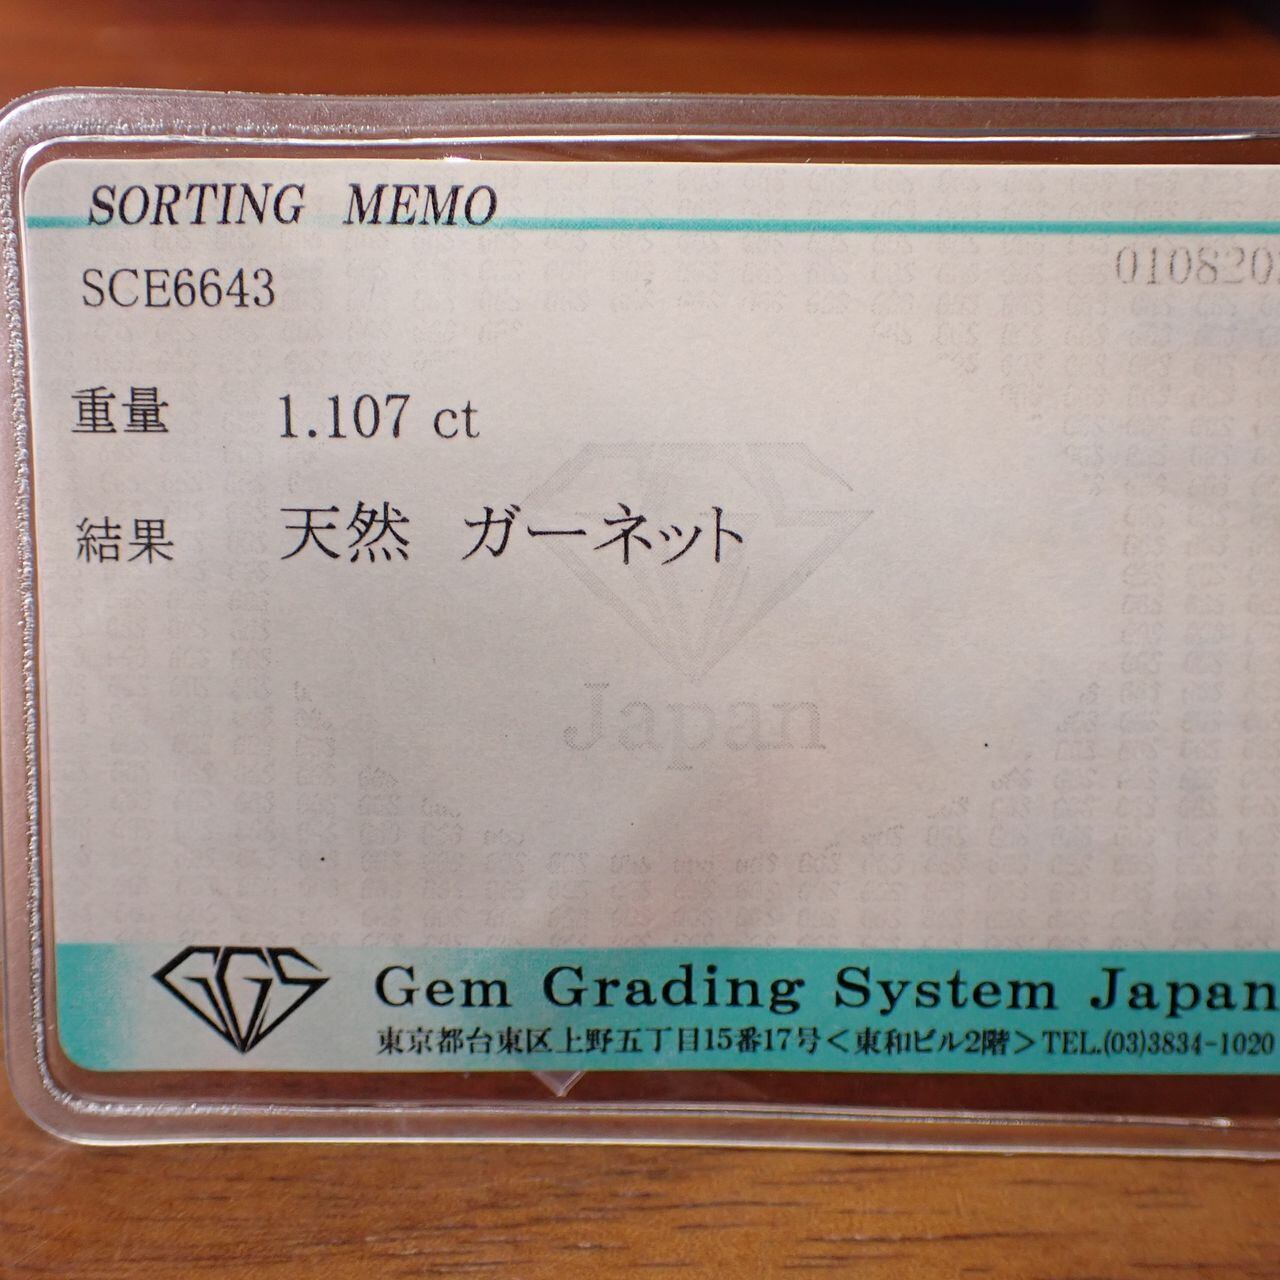 SORTING MEMO
SCE6643
重量 1.107 ct
結果 天然 ガーネット
Japan
GGS
Gem Grading System Japan
東京都台東区上野五丁目15番17号＜東和ビル2階＞TEL.(03)3834-1020